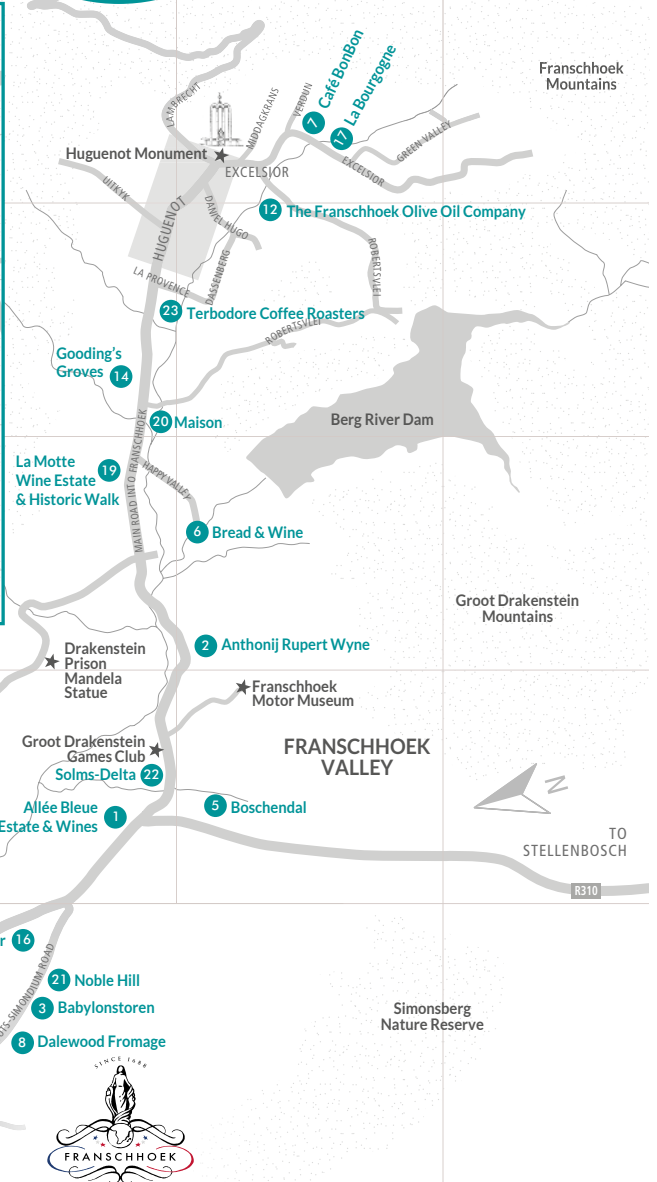 Café BonBon
7
La Bourgogne
17
Franschhoek
Mountains
LAMBRECHT
MIDDAGKRANS
VERDUN
GREEN VALLEY
EXCELSIOR
Huguenot Monument
EXCELSIOR
UITKYK
HUGUENOT
DANIEL HUGO
12 The Franschhoek Olive Oil Company
DASSENBERG
ROBERTSVLEI
LA PROVENCE
23 Terbodore Coffee Roasters
ROBERTSVLEI
Gooding's
Groves 14
20 Maison
Berg River Dam
MAIN ROAD INTO FRANSCHHOEK
La Motte
Wine Estate
& Historic Walk
19
HAPPY VALLEY
6 Bread & Wine
Groot Drakenstein
Mountains
2 Anthonij Rupert Wyne
Drakenstein
Prison
Mandela
Statue
Franschhoek
Motor Museum
Groot Drakenstein
Games Club
Solms-Delta 22
FRANSCHHOEK
VALLEY
N
Allée Bleue
Estate & Wines
1
5 Boschendal
TO
STELLENBOSCH
R310
r 16
OTS-SIMONDIUM ROAD
21 Noble Hill
3 Babylonstoren
8 Dalewood Fromage
Simonsberg
Nature Reserve
SINCE 1688
FRANSCHHOEK